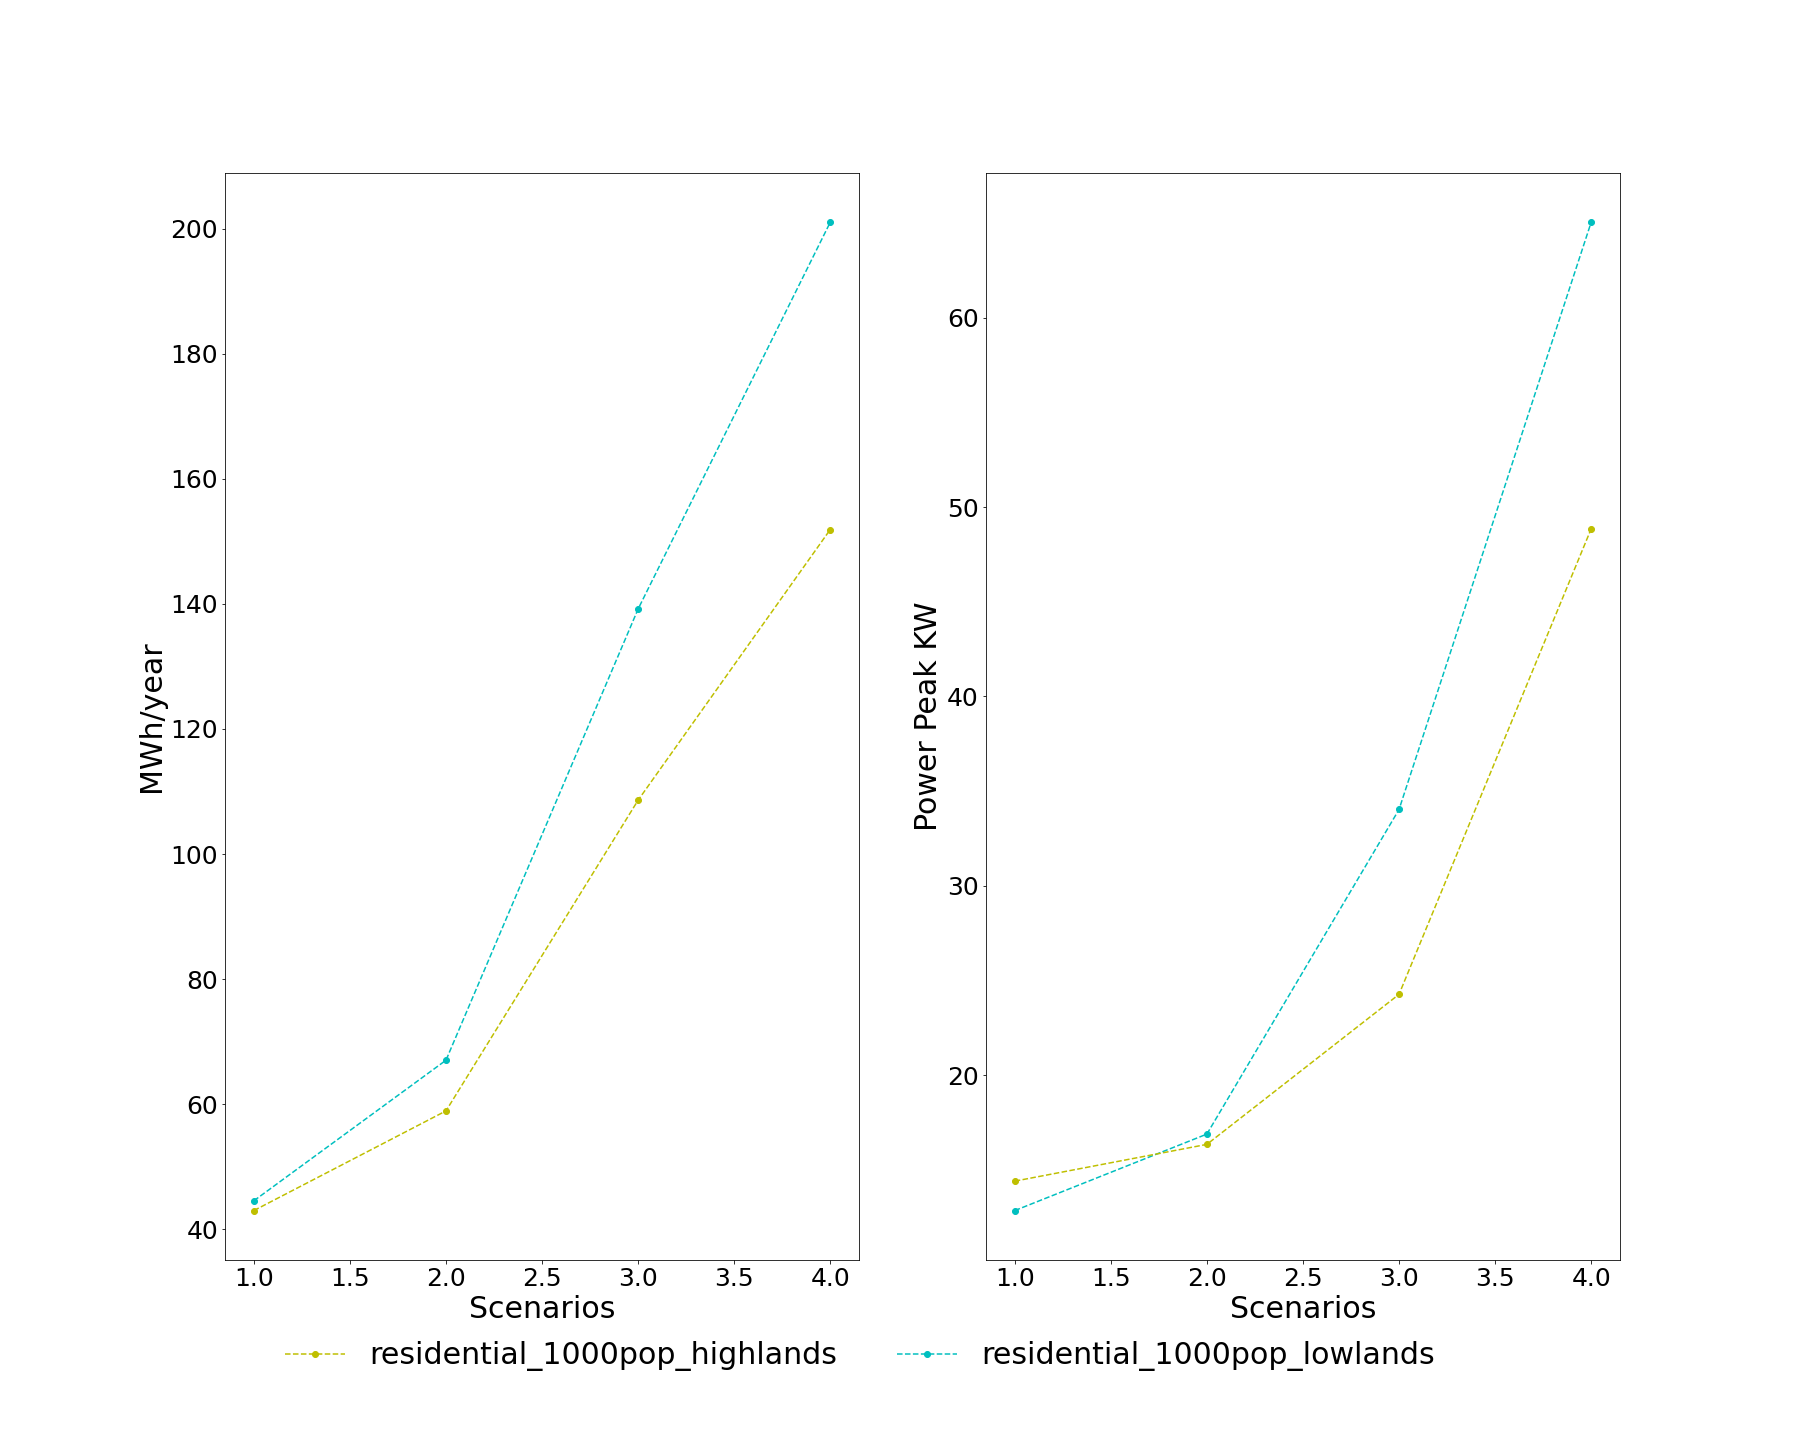 200
180
160
140
120
100
80
60
40
MWh/year
1.0 1.5 2.0 2.5 3.0 3.5 4.0
Scenarios
60
50
40
30
20
Power Peak KW
1.0 1.5 2.0 2.5 3.0 3.5 4.0
Scenarios
residential_1000pop_highlands
residential_1000pop_lowlands